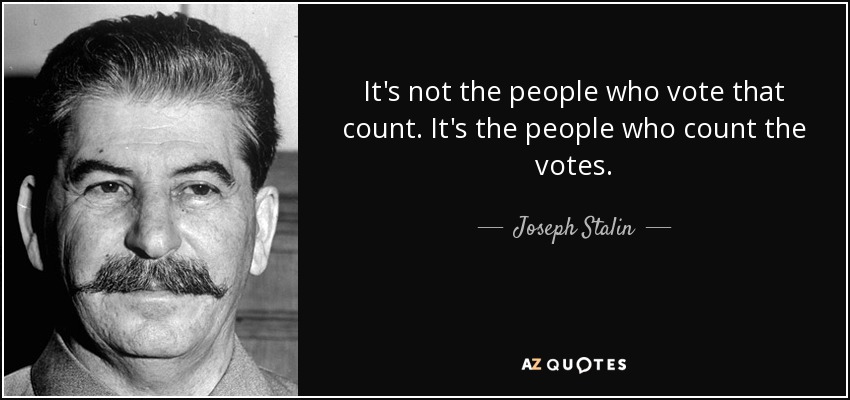 It's not the people who vote that
count. It's the people who count the
votes.
Joseph Stalin
AZ QUOTES